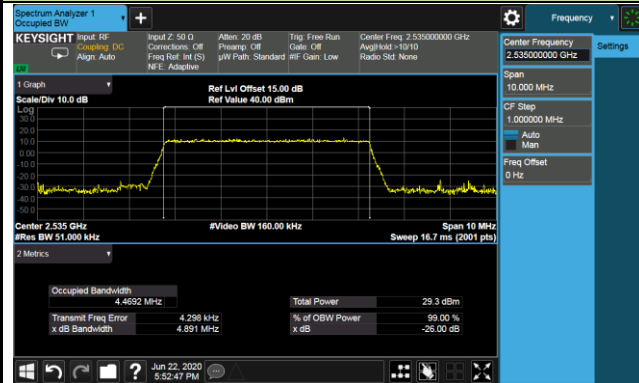 Spectrum Analyzer 1
Occupied BW
Frequency
KEYSIGHT
Input: RF
Coupling: DC
Align: Auto
Input Z: 50 Ω
Corrections: Off
Freq Ref: Int (S)
NFE: Adaptive
Atten: 20 dB
Preamp: Off
µW Path: Standard
Trig: Free Run
Gate: Off
#IF Gain: Low
Center Freq: 2.535000000 GHz
Avg|Hold:>10/10
Radio Std: None
LM
Center Frequency
2.535000000 GHz
Settings
Span
10.000 MHz
CF Step
1.000000 MHz
Auto
Man
Freq Offset
0 Hz
1 Graph
Scale/Div 10.0 dB
Ref Lvl Offset 15.00 dB
Ref Value 40.00 dBm
Log
30.0
20.0
10.0
0.00
-10.0
-20.0
-30.0
-40.0
-50.0
Center 2.535 GHz
#Video BW 160.00 kHz
Span 10 MHz
#Res BW 51.000 kHz
Sweep 16.7 ms (2001 pts)
2 Metrics
Occupied Bandwidth
4.4692 MHz
Total Power 29.3 dBm
Transmit Freq Error 4.298 kHz
% of OBW Power 99.00 %
x dB Bandwidth 4.891 MHz
x dB -26.00 dB
?
Jun 22, 2020
5:52:47 PM